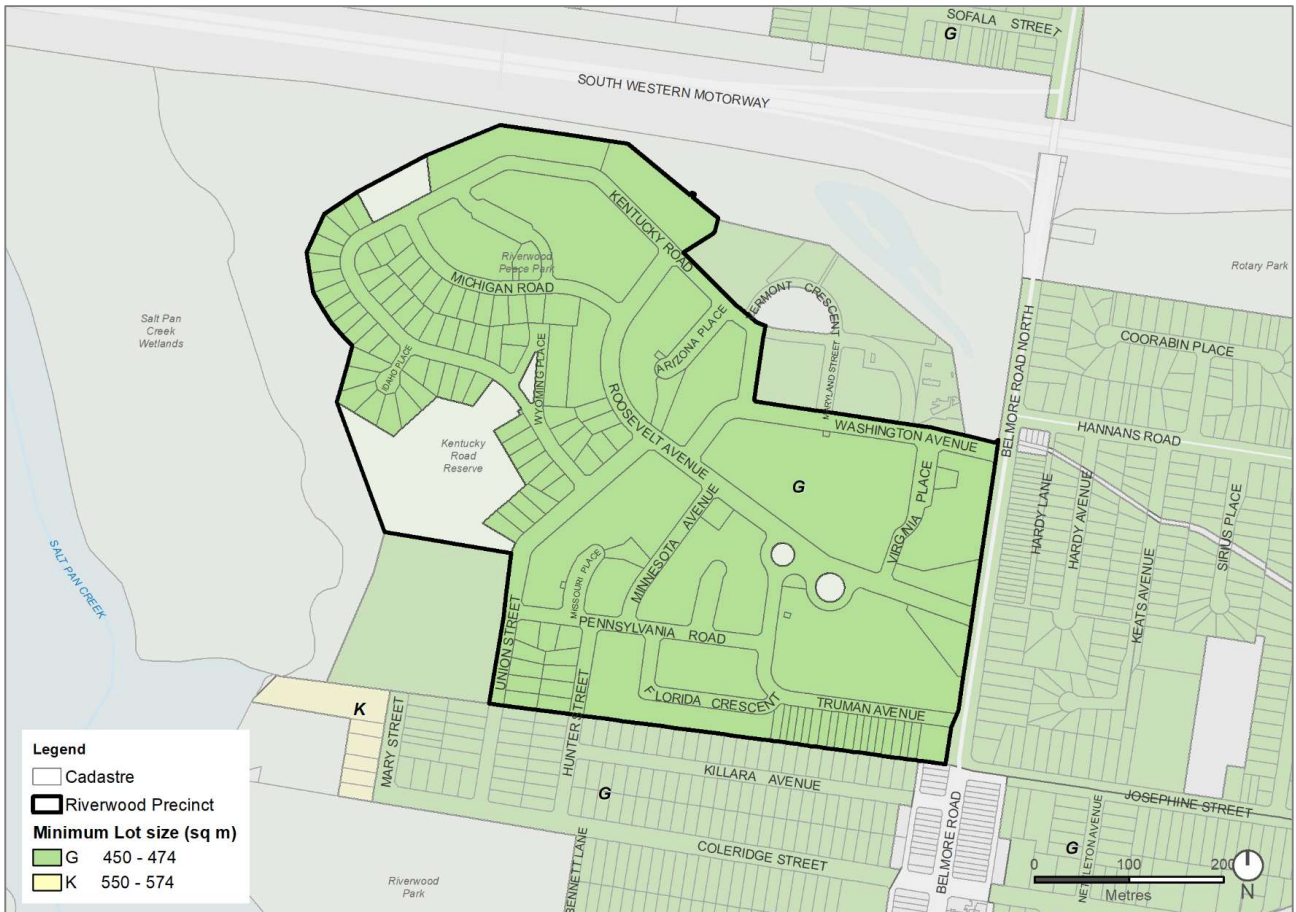 SOFALA STREET
G
SOUTH WESTERN MOTORWAY
KENTUCKY ROAD
Riverwood
Peace Park
MICHIGAN ROAD
Rotary Park
VERMONT CRESCENT
Salt Pan
Creek
Wetlands
ARIZONA PLACE
COORABIN PLACE
IDAHO PLACE
WYOMING PLACE
MARYLAND STREET
ROOSEVELT AVENUE
WASHINGTON AVENUE
BELMORE ROAD NORTH
HANNANS ROAD
Kentucky
Road
Reserve
G
VIRGINIA PLACE
MINNESOTA AVENUE
HARDY LANE
HARDY AVENUE
SIRIUS PLACE
KEATS AVENUE
SALT PAN CREEK
MISSOURI PLACE
UNION STREET
PENNSYLVANIA ROAD
FLORIDA CRESCENT
TRUMAN AVENUE
K
MARY STREET
HUNTER STREET
KILLARA AVENUE
G
JOSEPHINE STREET
COLERIDGE STREET
BELMORE ROAD
NETTLETON AVENUE
G
BENNETT LANE
Riverwood
Park
Legend
Cadastre
Riverwood Precinct
Minimum Lot size (sq m)
G 450 - 474
K 550 - 574
0 100 200
Metres
N